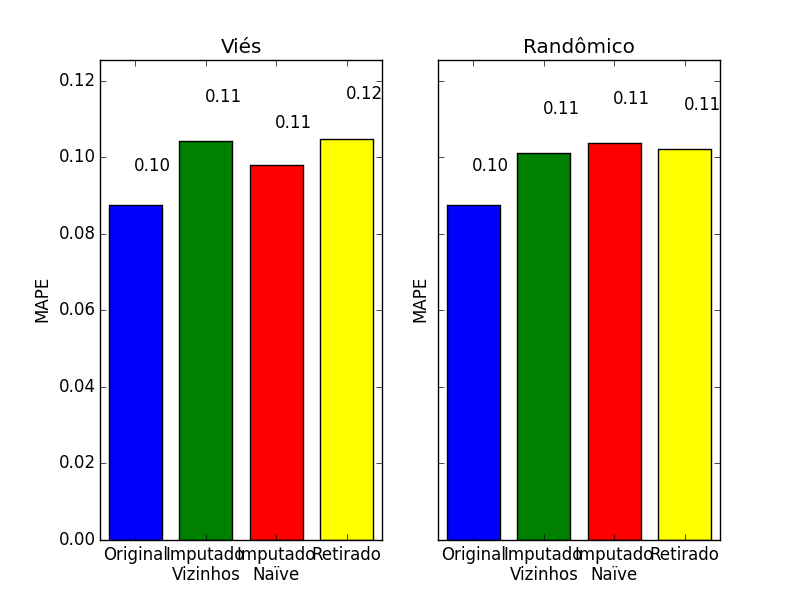 Viés
Randômico
0.12
0.10
0.08
0.06
0.04
0.02
0.00
MAPE
0.10
0.11
0.11
0.12
Original
Imputado
Vizinhos
Imputado
Naïve
Retirado
MAPE
0.10
0.11
0.11
0.11
Original
Imputado
Vizinhos
Imputado
Naïve
Retirado